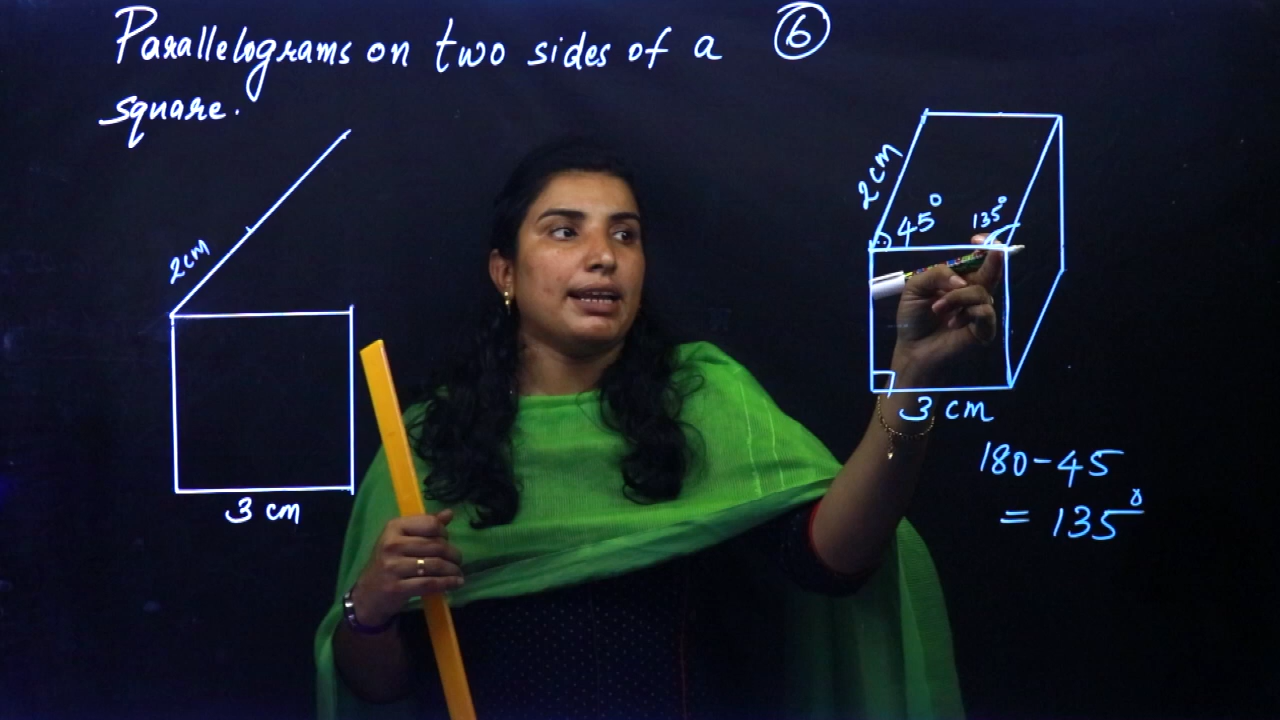 Parallelograms on two sides of a ⑥
square.
2cm
3 cm
2cm
45° 135°
3 cm
180-45
= 135°